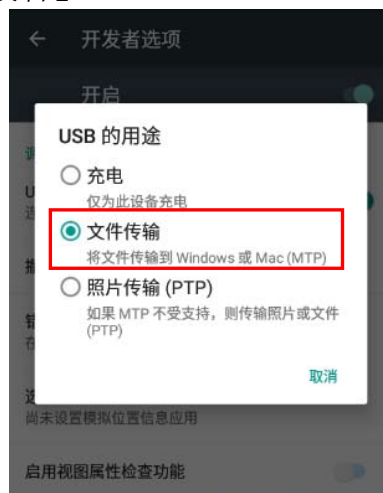 开发者选项
开启
USB 的用途
充电
仅为此设备充电
文件传输
将文件传输到 Windows 或 Mac (MTP)
照片传输 (PTP)
如果 MTP 不受支持，则传输照片或文件
(PTP)
取消
尚未设置模拟位置信息应用
启用视图属性检查功能